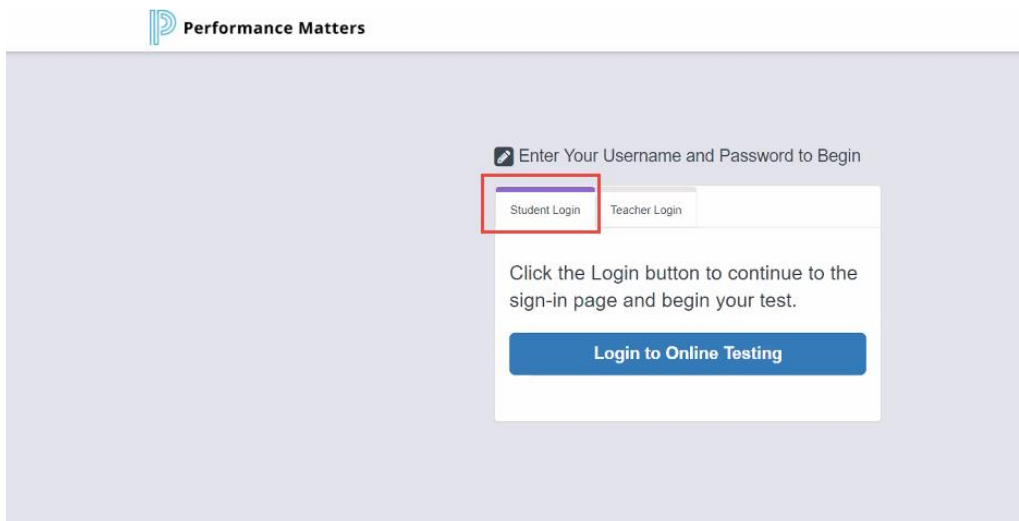 Performance Matters
Enter Your Username and Password to Begin
Student Login
Teacher Login
Click the Login button to continue to the
sign-in page and begin your test.
Login to Online Testing